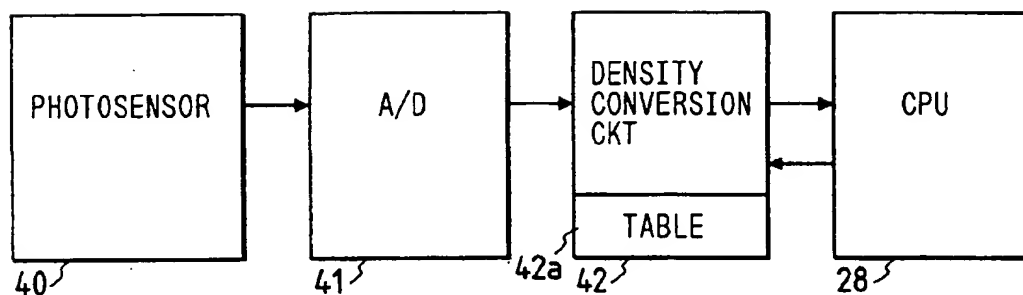 PHOTOSENSOR
A/D
DENSITY
CONVERSION
CKT
CPU
TABLE
40
41
42a
42
28